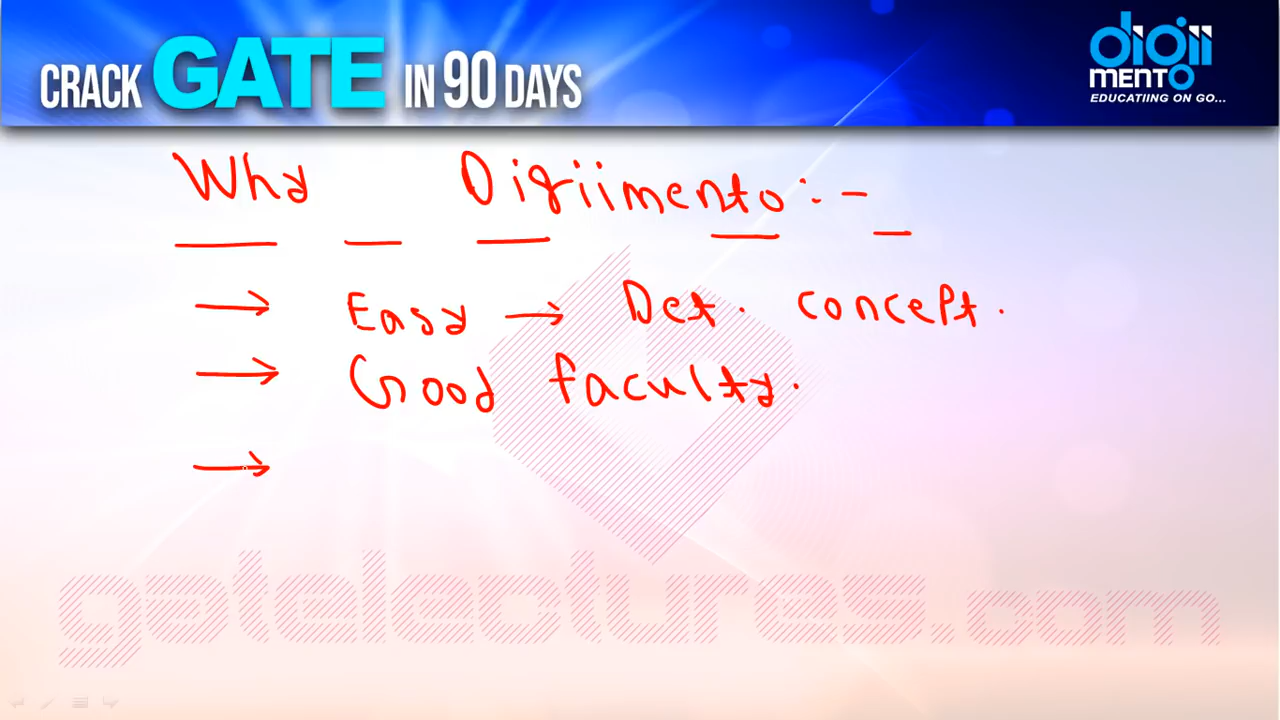 CRACK GATE IN 90 DAYS
digii
MENTO
EDUCATIING ON GO...
Why Digiimento:-
→ Easy → Det. concept.
→ Good faculty.
→
gatelectures.com